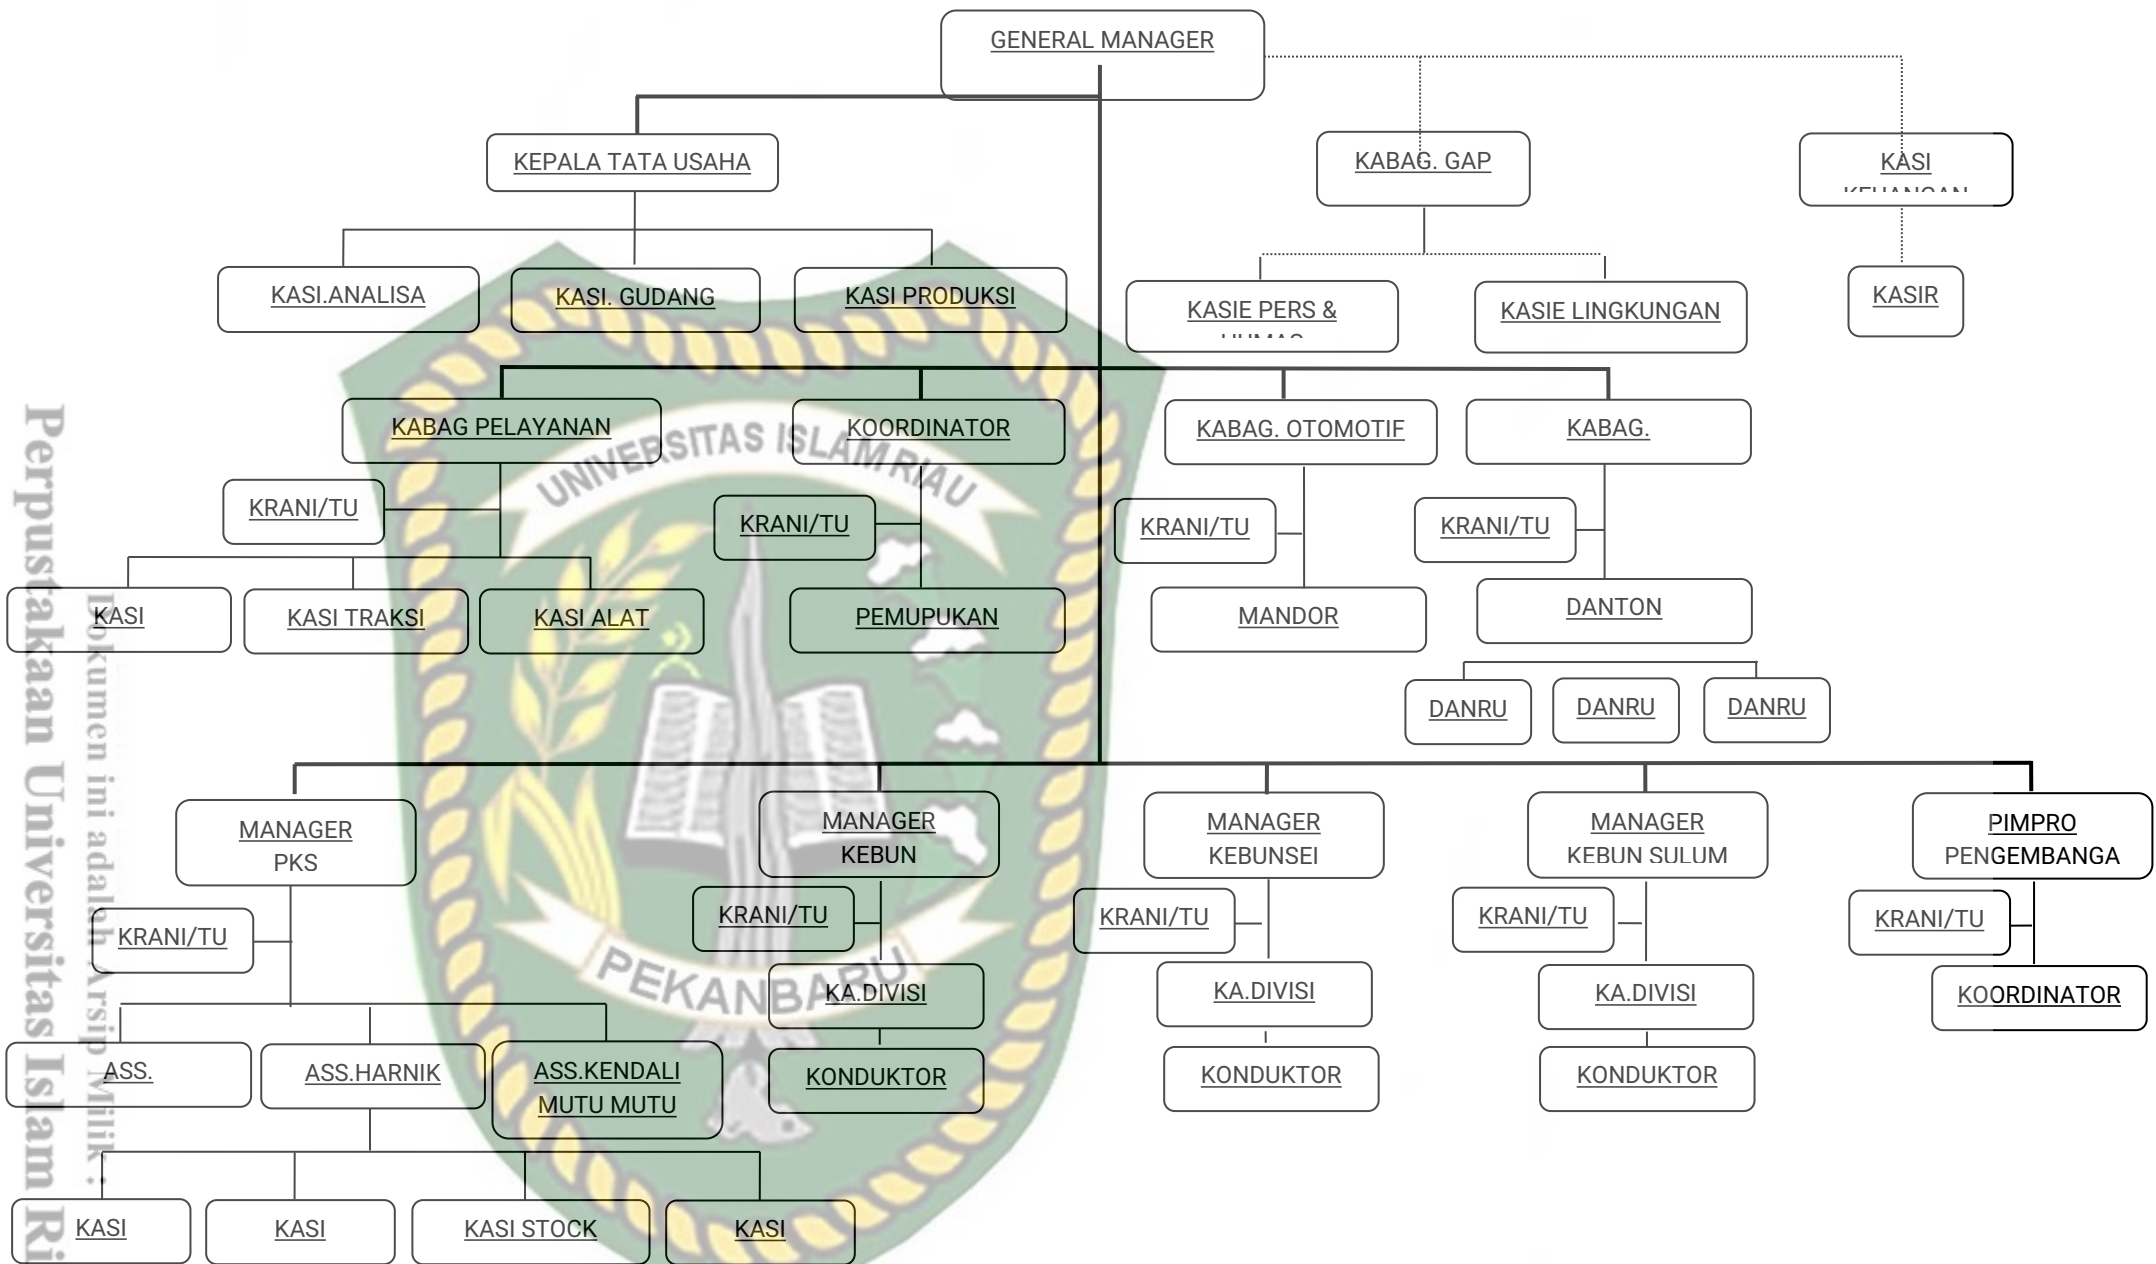 GENERAL MANAGER
KEPALA TATA USAHA
KABAG. GAP
KASI
KEUANGAN
KASI.ANALISA
KASI. GUDANG
KASI PRODUKSI
KASIE PERS &
HUMAS
KASIE LINGKUNGAN
KASIR
KABAG PELAYANAN
KOORDINATOR
KABAG. OTOMOTIF
KABAG.
UNIVERSITAS ISLAM RIAU
KRANI/TU
KRANI/TU
KRANI/TU
KRANI/TU
KASI
KASI TRAKSI
KASI ALAT
PEMUPUKAN
MANDOR
DANTON
DANRU
DANRU
DANRU
MANAGER
PKS
MANAGER
KEBUN
MANAGER
KEBUNSEI
MANAGER
KEBUN SULUM
PIMPRO
PENGEMBANGA
KRANI/TU
KRANI/TU
KRANI/TU
KRANI/TU
KRANI/TU
PEKANBARU
KA.DIVISI
KA.DIVISI
KA.DIVISI
KOORDINATOR
ASS.
ASS.HARNIK
ASS.KENDALI
MUTU MUTU
KONDUKTOR
KONDUKTOR
KONDUKTOR
KASI
KASI
KASI STOCK
KASI
Dokumen ini adalah Arsip Milik :
Perpustakaan Universitas Islam Ri